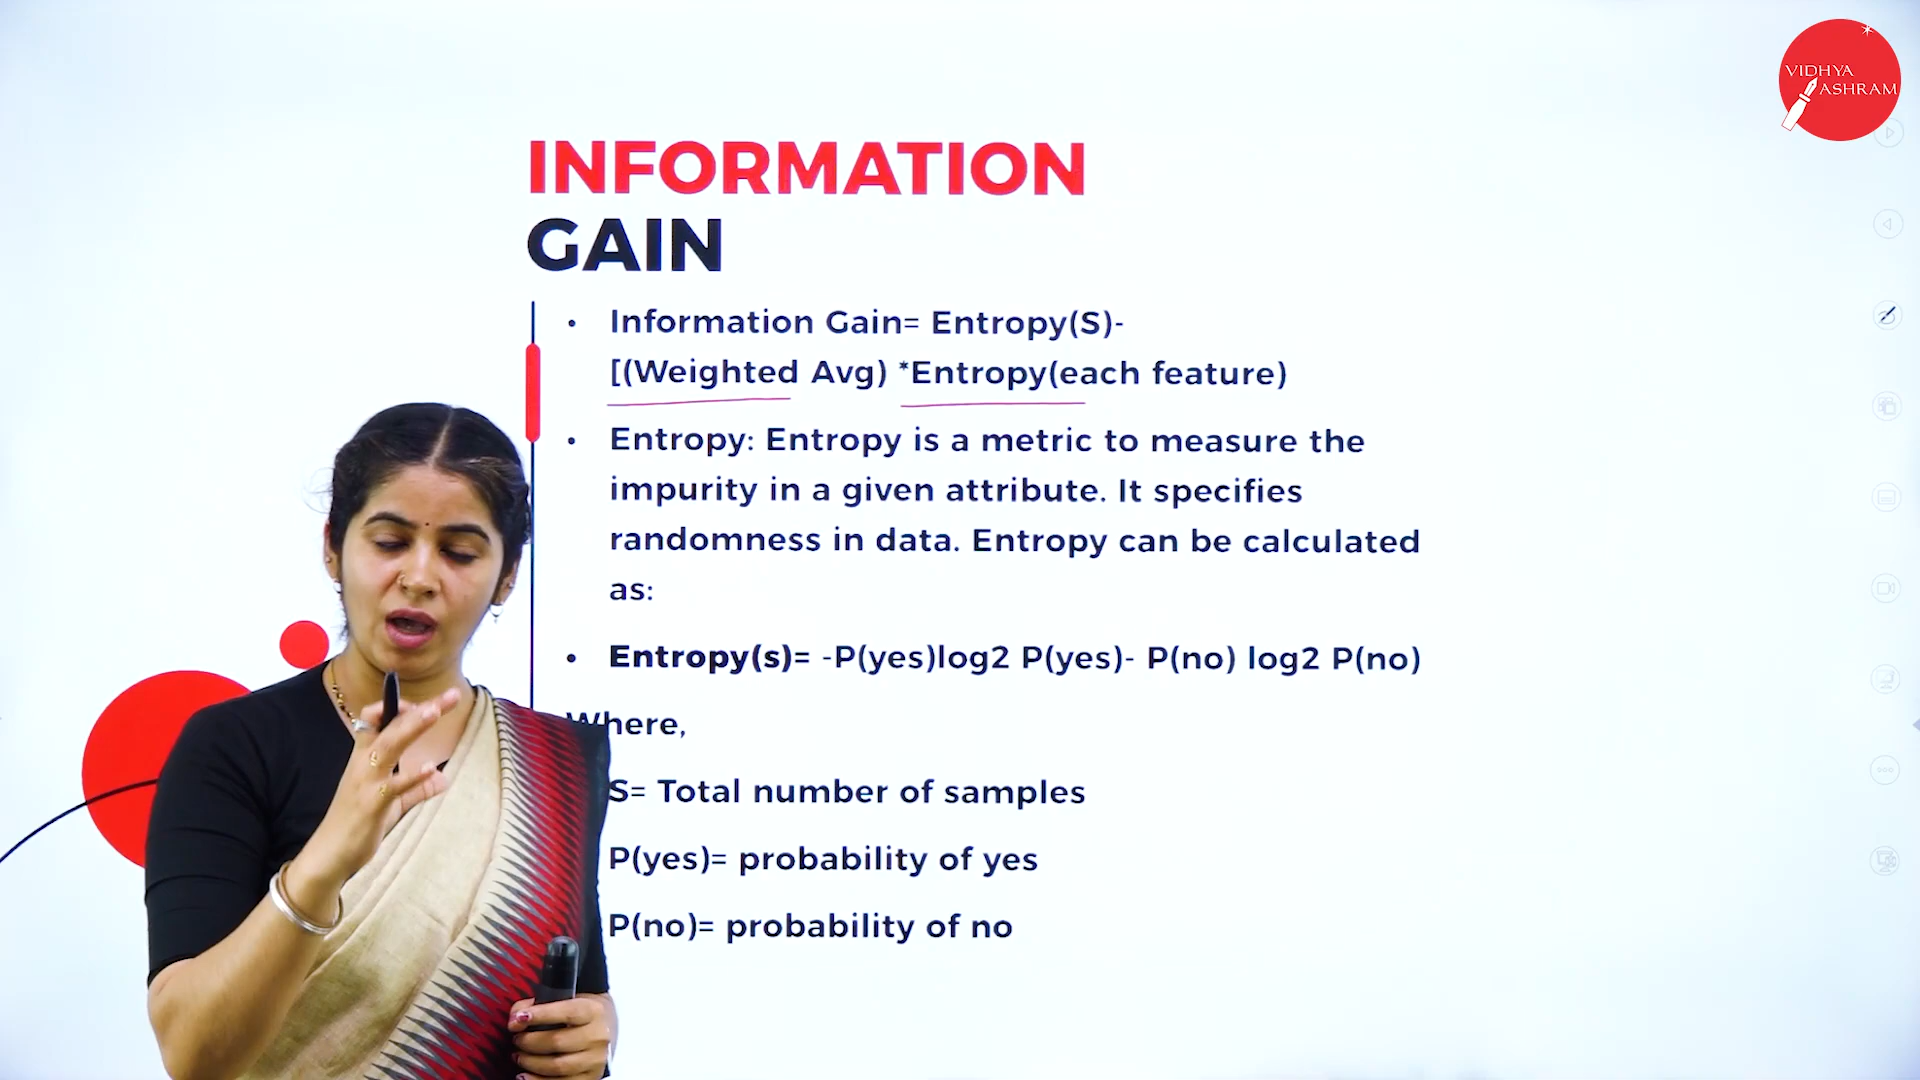 VIDHYA
ASHRAM
INFORMATION
GAIN
• Information Gain= Entropy(S)-
[(Weighted Avg) *Entropy(each feature)
• Entropy: Entropy is a metric to measure the
impurity in a given attribute. It specifies
randomness in data. Entropy can be calculated
as:
• Entropy(s)= -P(yes)log2 P(yes)- P(no) log2 P(no)
Where,
S= Total number of samples
P(yes)= probability of yes
P(no)= probability of no